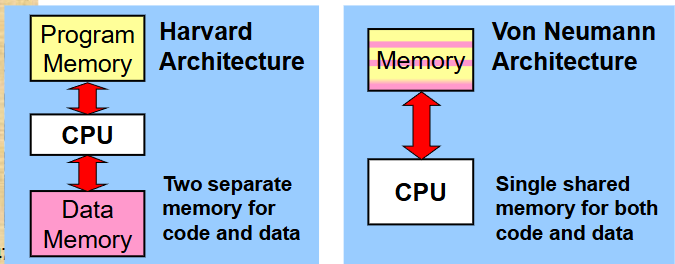 Program
Memory
Harvard
Architecture
CPU
Data
Memory
Two separate
memory for
code and data
Von Neumann
Architecture
Memory
CPU
Single shared
memory for both
code and data